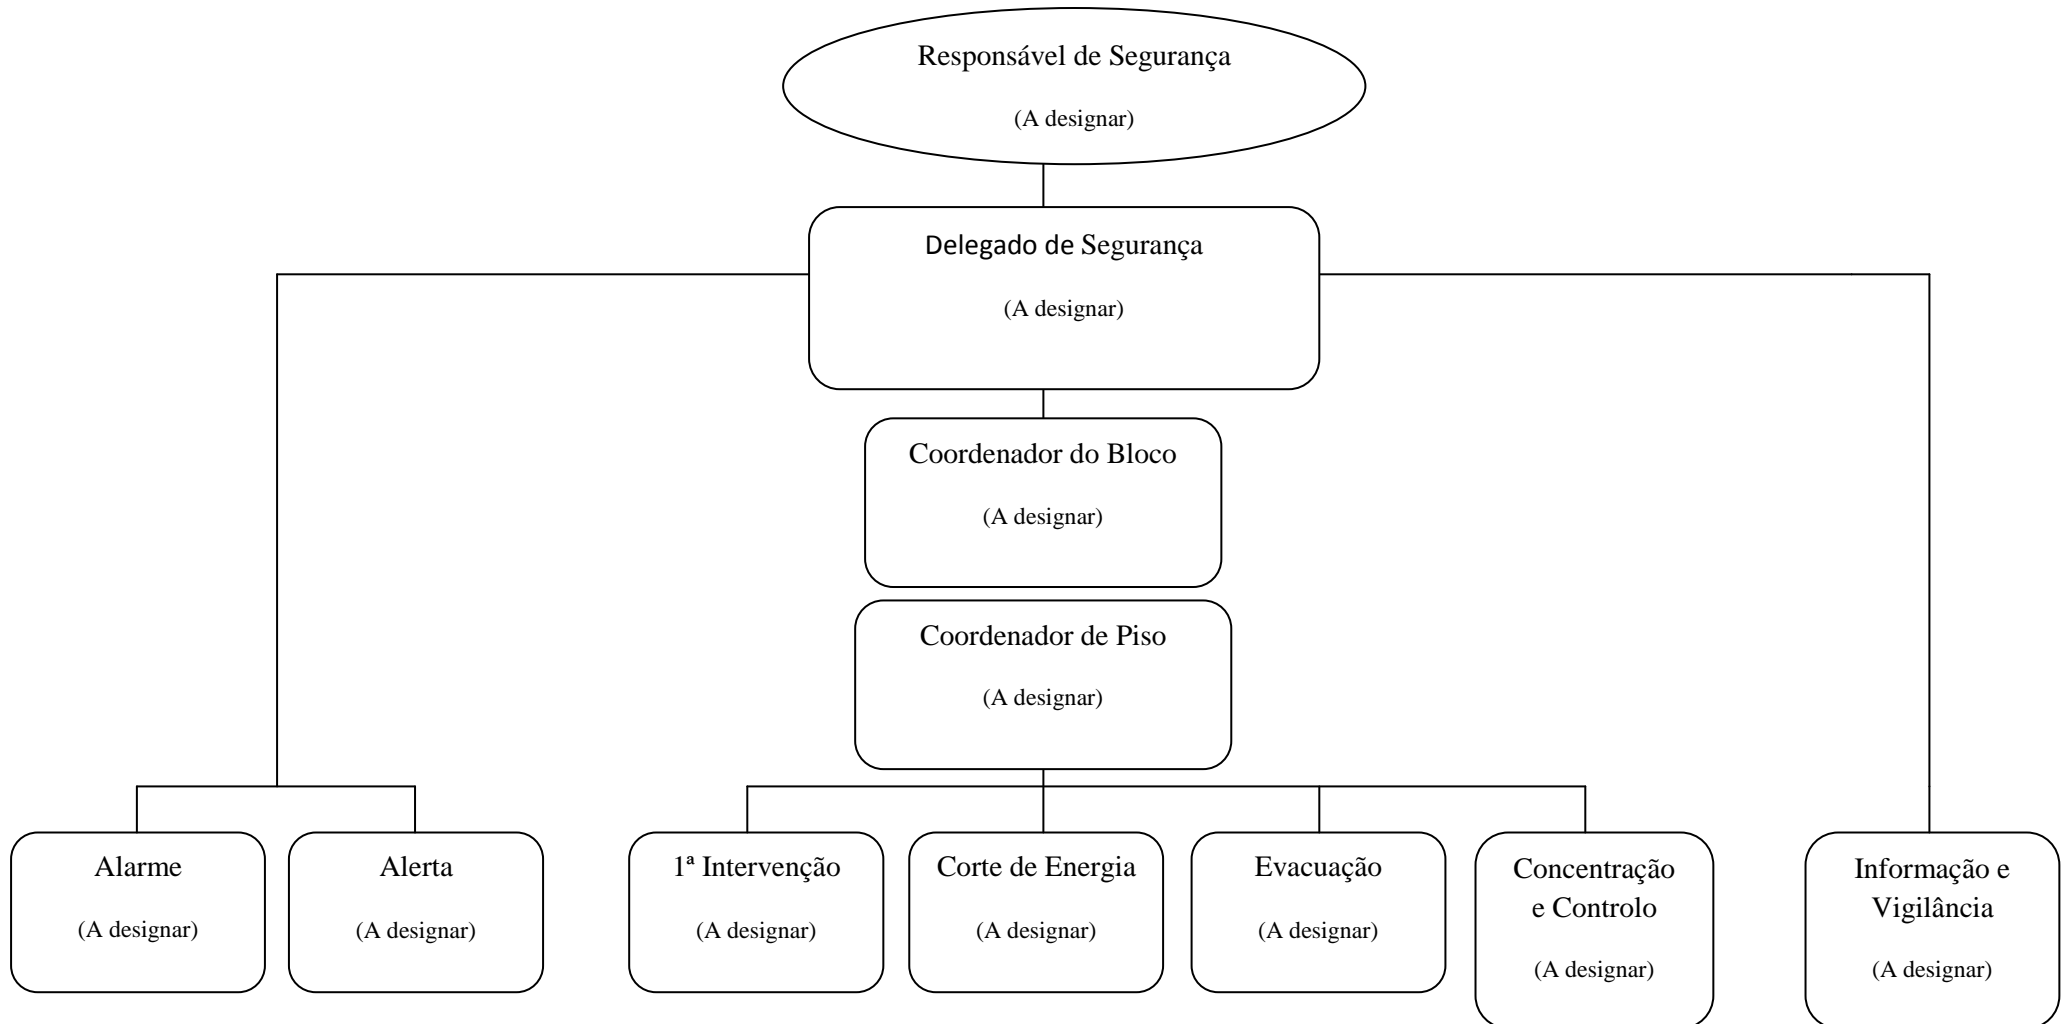 Responsável de Segurança
(A designar)
Delegado de Segurança
(A designar)
Coordenador do Bloco
(A designar)
Coordenador de Piso
(A designar)
Alarme
(A designar)
Alerta
(A designar)
1ª Intervenção
(A designar)
Corte de Energia
(A designar)
Evacuação
(A designar)
Concentração
e Controlo
(A designar)
Informação e
Vigilância
(A designar)